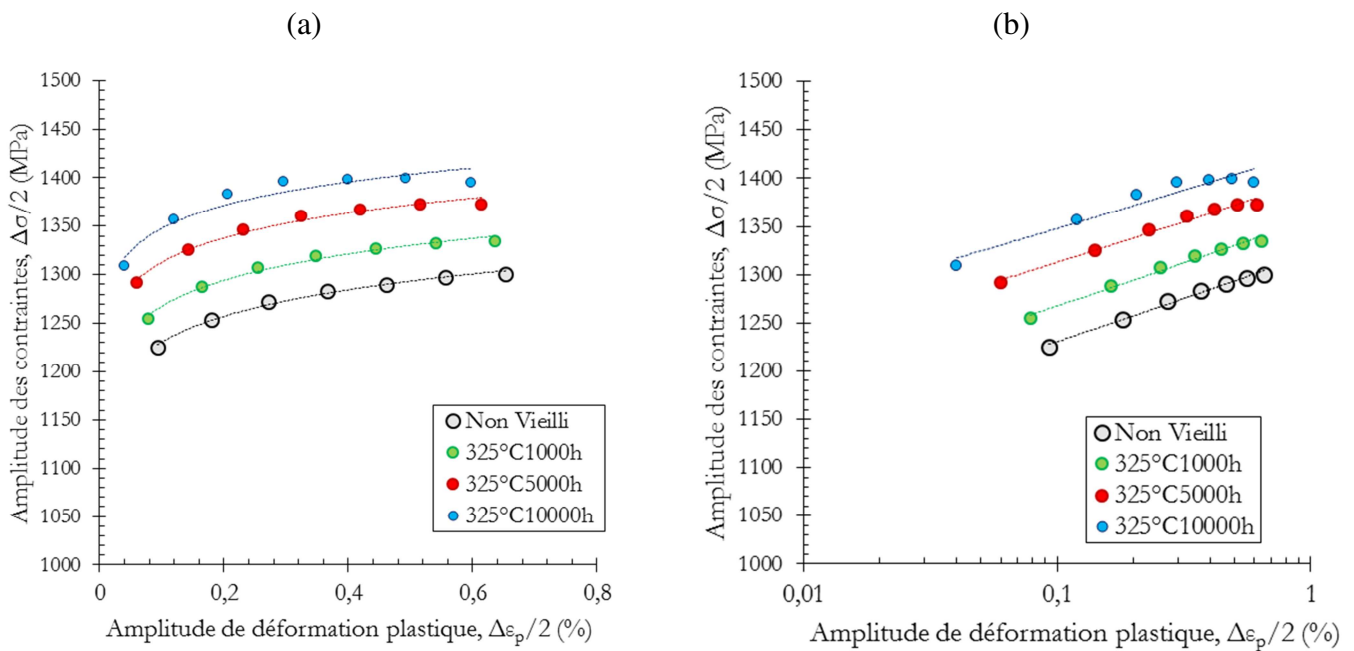 (a)
1500
1450
1400
1350
1300
1250
1200
1150
1100
1050
1000
0
0,2
0,4
0,6
0,8
Amplitude des contraintes, Δσ/2 (MPa)
Amplitude de déformation plastique, Δεp/2 (%)
Non Vieilli
325°C1000h
325°C5000h
325°C10000h
(b)
1500
1450
1400
1350
1300
1250
1200
1150
1100
1050
1000
0,01
0,1
1
Amplitude des contraintes, Δσ/2 (MPa)
Amplitude de déformation plastique, Δεp/2 (%)
Non Vieilli
325°C1000h
325°C5000h
325°C10000h